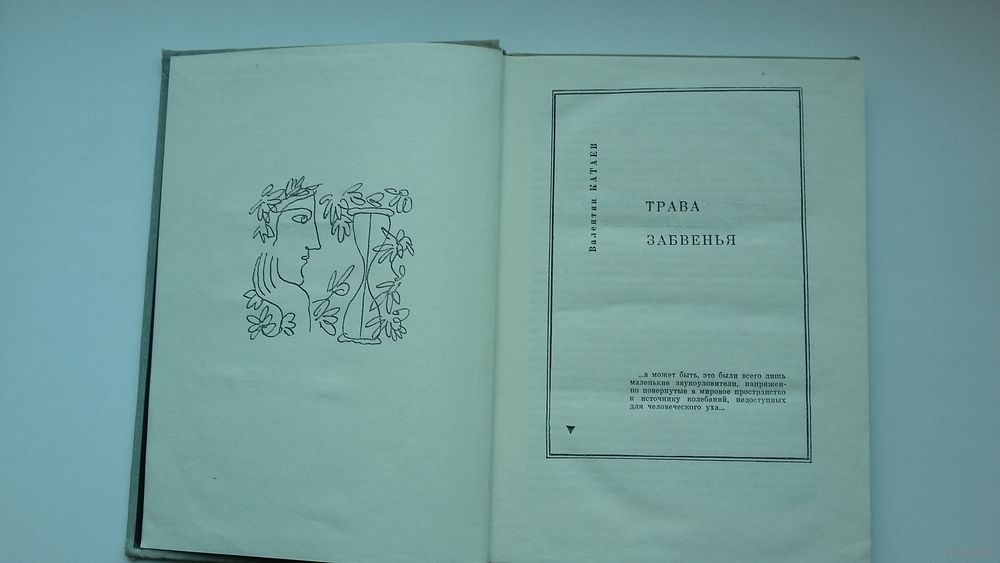 Валентин КАТАЕВ
ТРАВА
ЗАБВЕНЬЯ
...а может быть, это были всего лишь
маленькие звукоуловители, напряжен-
но повернутые в мировое пространство
к источнику колебаний, недоступных
для человеческого уха...